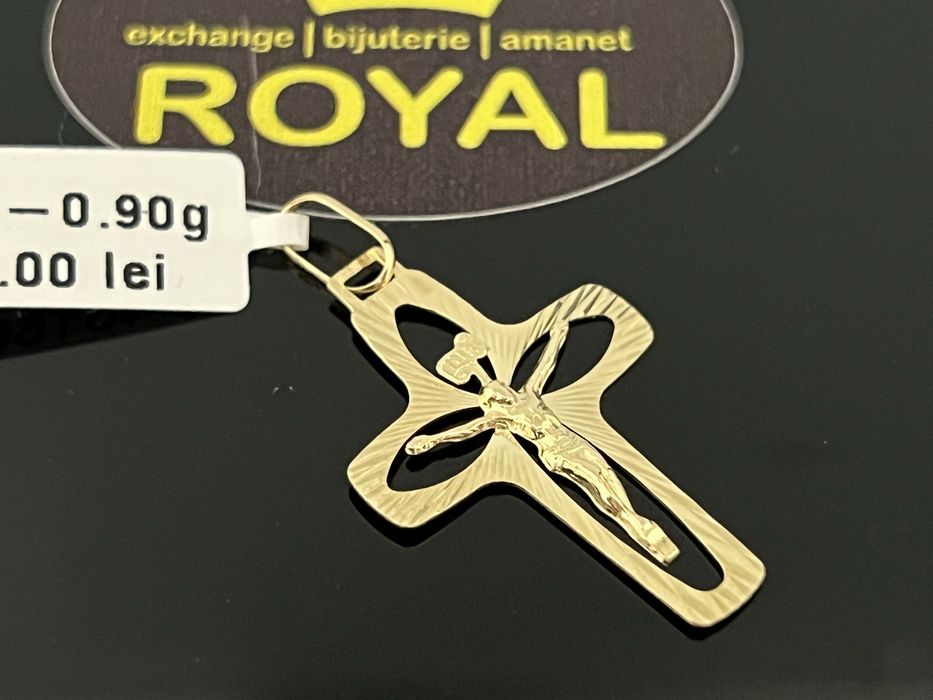 exchange | bijuterie | amanet
ROYAL
– 0.90g
.00 lei